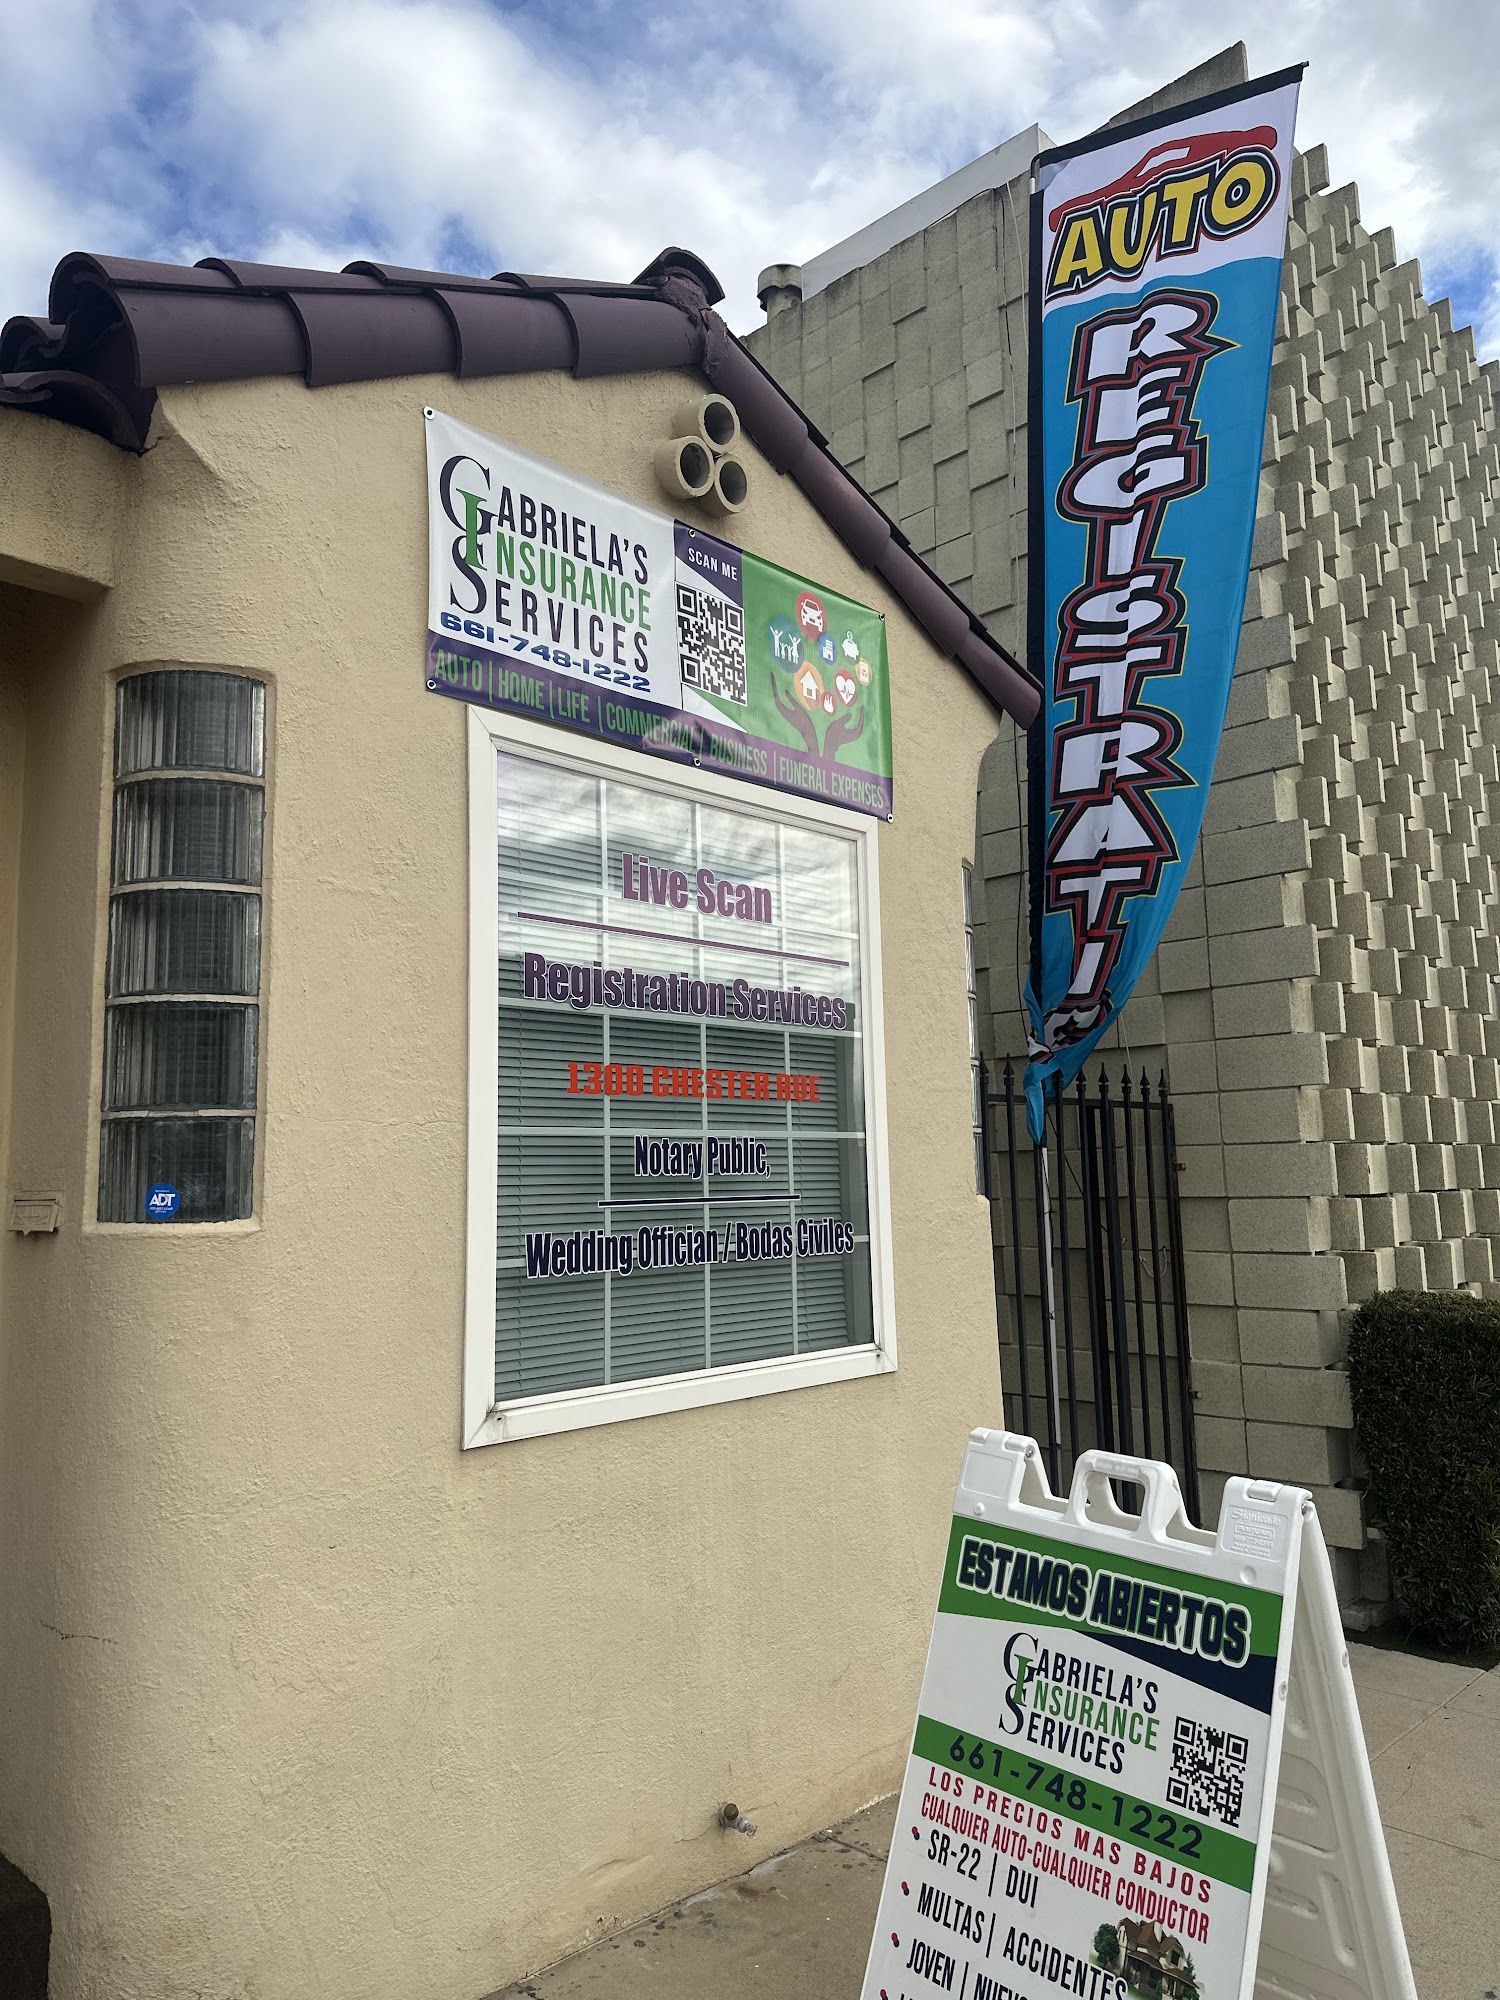 GABRIELA'S
INSURANCE
SERVICES
661-748-1222
SCAN ME
AUTO | HOME | LIFE | COMMERCIAL | BUSINESS | FUNERAL EXPENSES
Live Scan
Registration Services
1300 CHESTER AVE
Notary Public,
Wedding Offician / Bodas Civiles
ADT
AUTO
REGISTRATIO
ESTAMOS ABIERTOS
GABRIELA'S
INSURANCE
SERVICES
661-748-1222
LOS PRECIOS MAS BAJOS
CUALQUIER AUTO-CUALQUIER CONDUCTOR
SR-22 | DUI
MULTAS | ACCIDENTES
JOVEN |